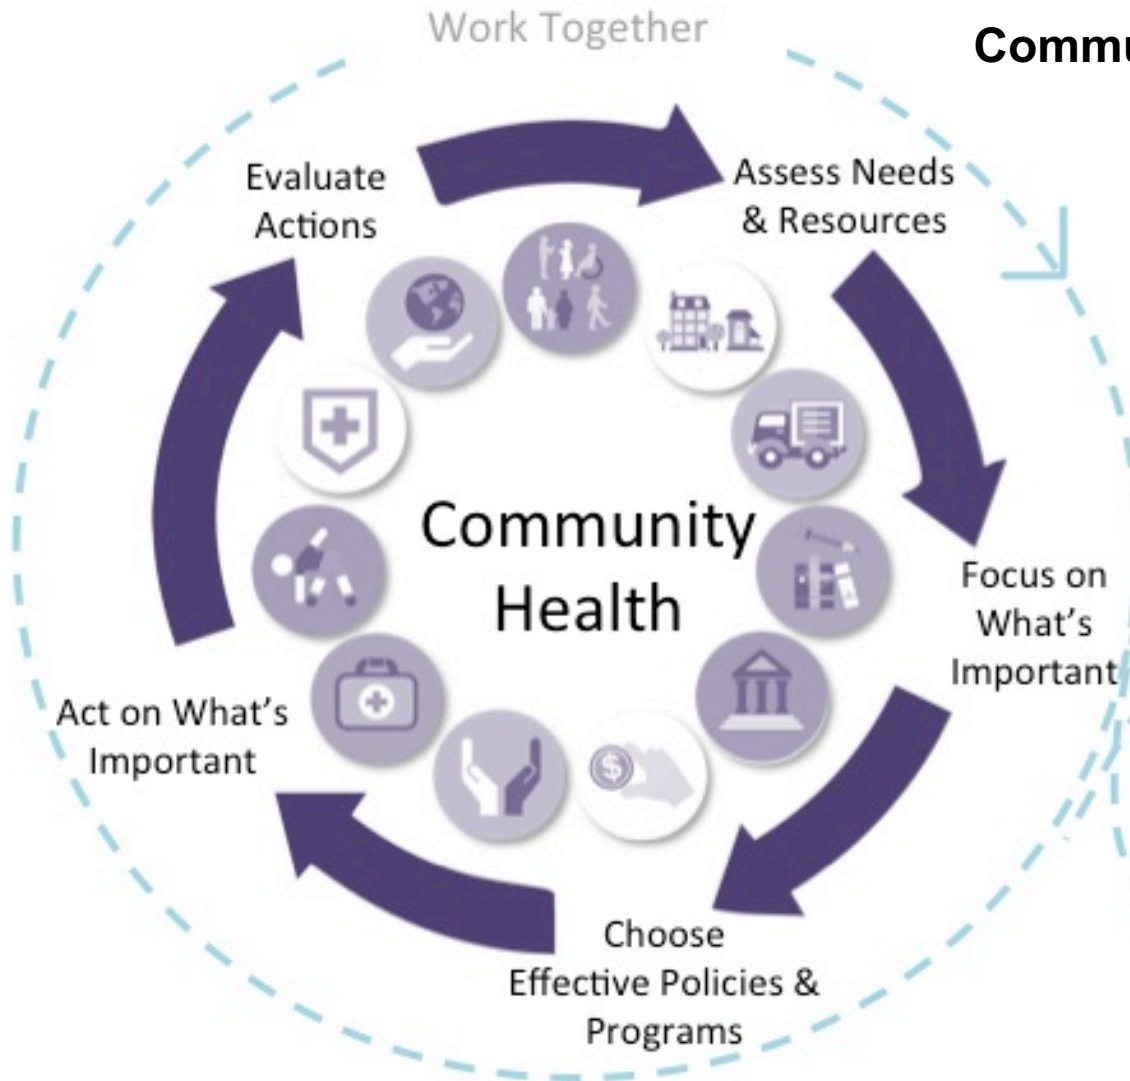 Work Together
Commu
Evaluate
Actions
Assess Needs
& Resources
Community
Health
Focus on
What's
Important
Act on What's
Important
$
Choose
Effective Policies &
Programs